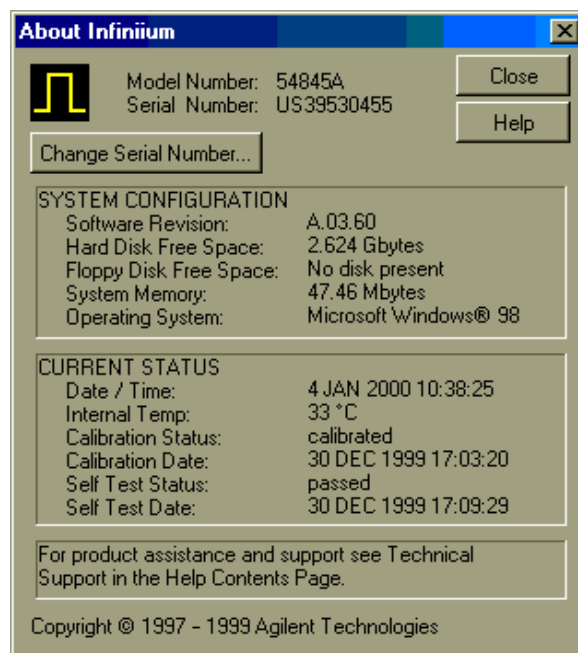 About Infiniium
Model Number: 54845A
Close
Serial Number: US39530455
Help
Change Serial Number...
SYSTEM CONFIGURATION
Software Revision: A.03.60
Hard Disk Free Space: 2.624 Gbytes
Floppy Disk Free Space: No disk present
System Memory: 47.46 Mbytes
Operating System: Microsoft Windows® 98
CURRENT STATUS
Date / Time: 4 JAN 2000 10:38:25
Internal Temp: 33 °C
Calibration Status: calibrated
Calibration Date: 30 DEC 1999 17:03:20
Self Test Status: passed
Self Test Date: 30 DEC 1999 17:09:29
For product assistance and support see Technical
Support in the Help Contents Page.
Copyright © 1997 - 1999 Agilent Technologies